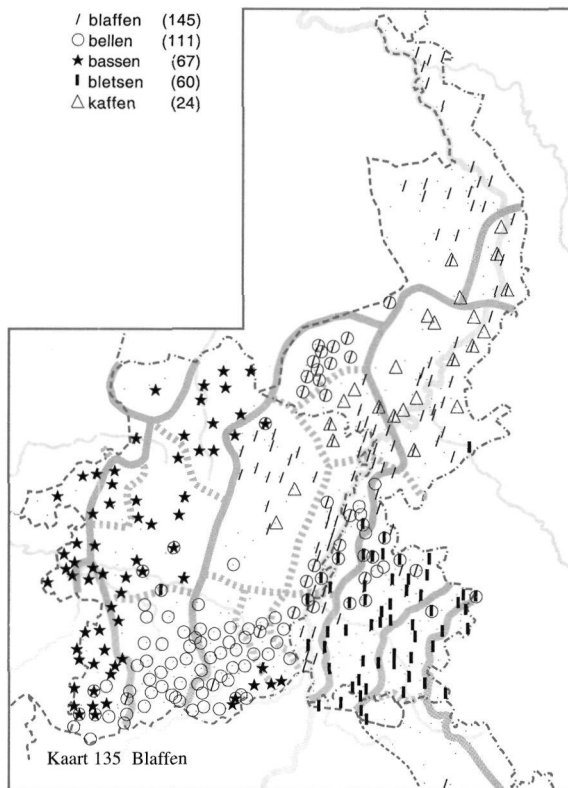 blaffen (145)
bellen (111)
bassen (67)
bletsen (60)
kaffen (24)
Kaart 135 Blaffen